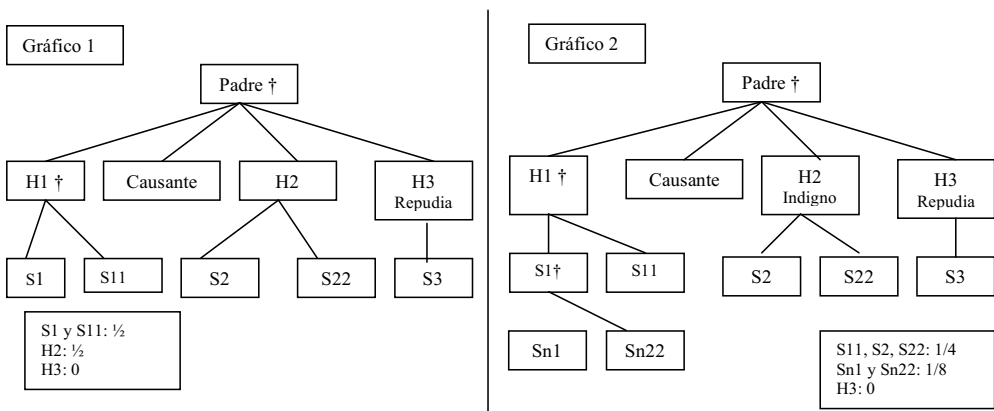 Gráfico 1
Padre †
H1 †
Causante
H2
H3
Repudia
S1
S11
S2
S22
S3
S1 y S11: ½
H2: ½
H3: 0
Gráfico 2
Padre †
H1 †
Causante
H2
Indigno
H3
Repudia
S1†
S11
S2
S22
S3
Sn1
Sn22
S11, S2, S22: 1/4
Sn1 y Sn22: 1/8
H3: 0